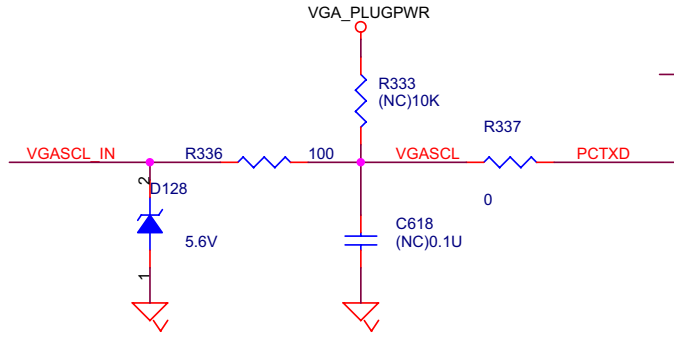 VGA_PLUGPWR
R333
(NC)10K
R337
VGASCL_IN
R336
100
VGASCL
PCTXD
2
D128
0
C618
(NC)0.1U
5.6V
1